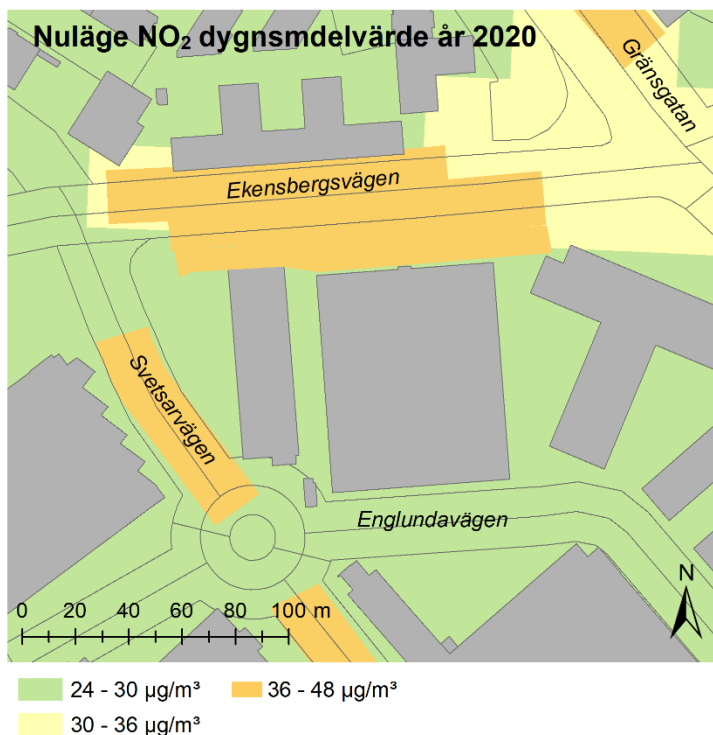 Nuläge NO₂ dygnsmdelvärde år 2020
Gränsgatan
Ekensbergsvägen
Svetsarvägen
Englundavägen
N
0 20 40 60 80 100 m
24 - 30 µg/m³
36 - 48 µg/m³
30 - 36 µg/m³